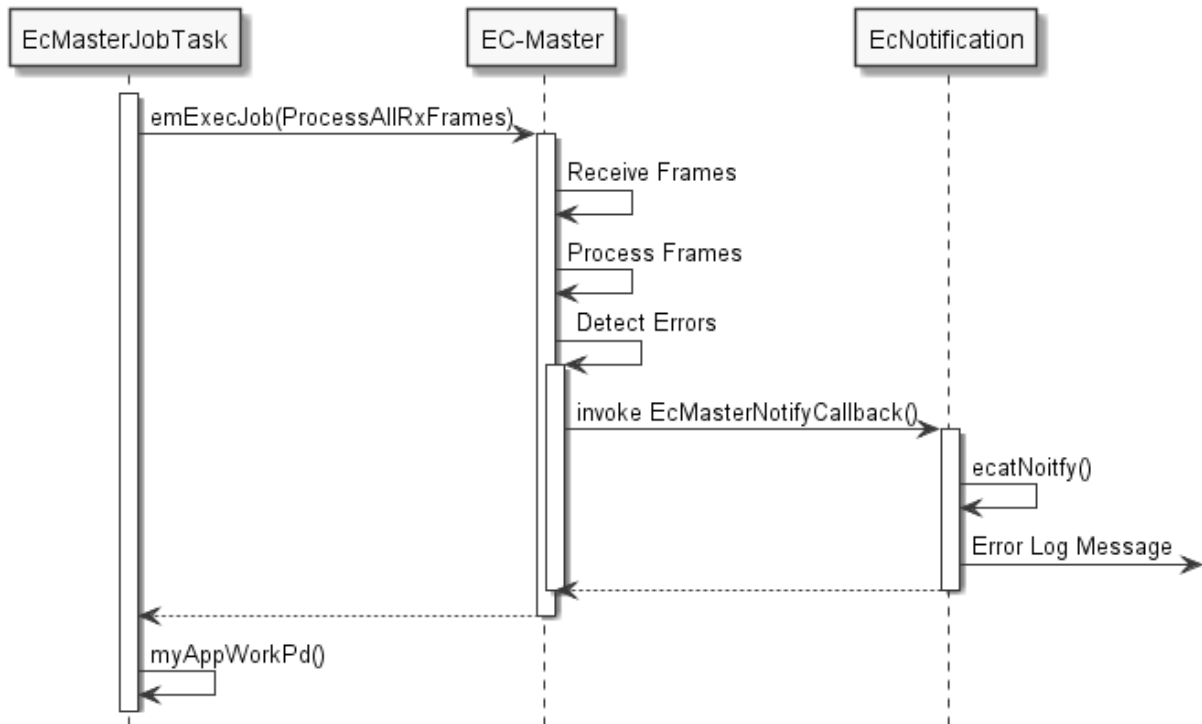 EcMasterJobTask
EC-Master
EcNotification
emExecJob(ProcessAllRxFrames)
Receive Frames
Process Frames
Detect Errors
invoke EcMasterNotifyCallback()
ecatNoitfy()
Error Log Message
myAppWorkPd()